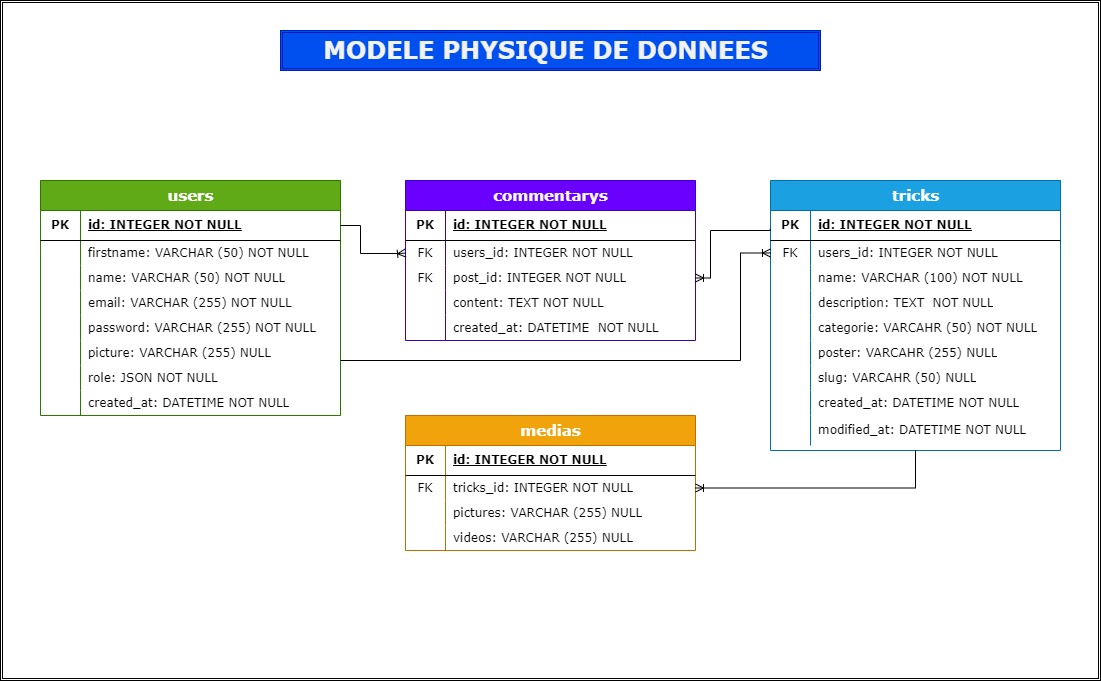 MODELE PHYSIQUE DE DONNEES
users
PK id: INTEGER NOT NULL
firstname: VARCHAR (50) NOT NULL
name: VARCHAR (50) NOT NULL
email: VARCHAR (255) NOT NULL
password: VARCHAR (255) NOT NULL
picture: VARCHAR (255) NULL
role: JSON NOT NULL
created_at: DATETIME NOT NULL
commentarys
PK id: INTEGER NOT NULL
FK users_id: INTEGER NOT NULL
FK post_id: INTEGER NOT NULL
content: TEXT NOT NULL
created_at: DATETIME  NOT NULL
tricks
PK id: INTEGER NOT NULL
FK users_id: INTEGER NOT NULL
name: VARCHAR (100) NOT NULL
description: TEXT  NOT NULL
categorie: VARCAHR (50) NOT NULL
poster: VARCAHR (255) NULL
slug: VARCAHR (50) NULL
created_at: DATETIME NOT NULL
modified_at: DATETIME NOT NULL
medias
PK id: INTEGER NOT NULL
FK tricks_id: INTEGER NOT NULL
pictures: VARCHAR (255) NULL
videos: VARCHAR (255) NULL